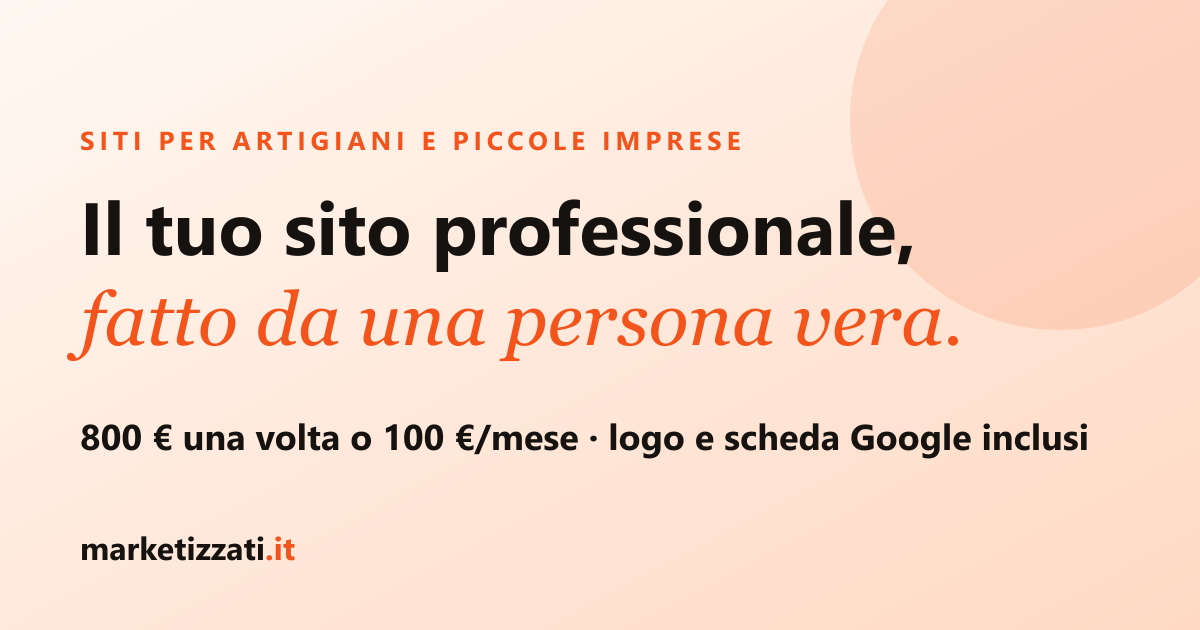 SITI PER ARTIGIANI E PICCOLE IMPRESE
Il tuo sito professionale,
fatto da una persona vera.
800 € una volta o 100 €/mese · logo e scheda Google inclusi
marketizzati.it